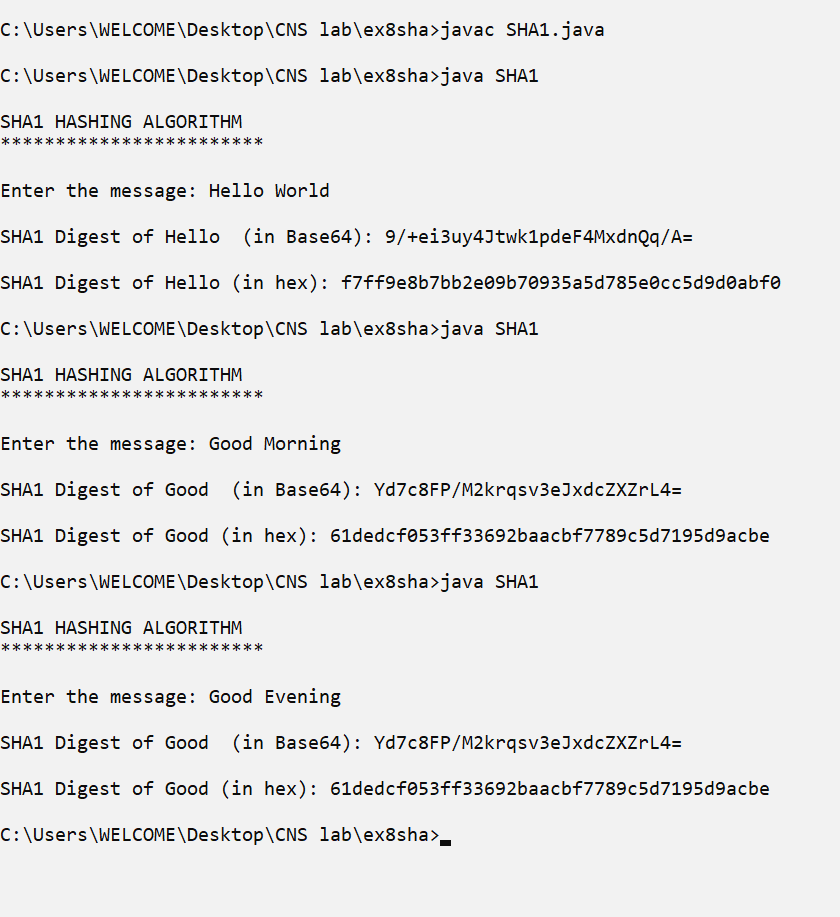 C:\Users\WELCOME\Desktop\CNS lab\ex8sha>javac SHA1.java
C:\Users\WELCOME\Desktop\CNS lab\ex8sha>java SHA1
SHA1 HASHING ALGORITHM
************************
Enter the message: Hello World
SHA1 Digest of Hello  (in Base64): 9/+ei3uy4Jtwk1pdeF4MxdnQq/A=
SHA1 Digest of Hello (in hex): f7ff9e8b7bb2e09b70935a5d785e0cc5d9d0abf0
C:\Users\WELCOME\Desktop\CNS lab\ex8sha>java SHA1
SHA1 HASHING ALGORITHM
************************
Enter the message: Good Morning
SHA1 Digest of Good  (in Base64): Yd7c8FP/M2krqsv3eJxdcZXZrL4=
SHA1 Digest of Good (in hex): 61dedcf053ff33692baacbf7789c5d7195d9acbe
C:\Users\WELCOME\Desktop\CNS lab\ex8sha>java SHA1
SHA1 HASHING ALGORITHM
************************
Enter the message: Good Evening
SHA1 Digest of Good  (in Base64): Yd7c8FP/M2krqsv3eJxdcZXZrL4=
SHA1 Digest of Good (in hex): 61dedcf053ff33692baacbf7789c5d7195d9acbe
C:\Users\WELCOME\Desktop\CNS lab\ex8sha>